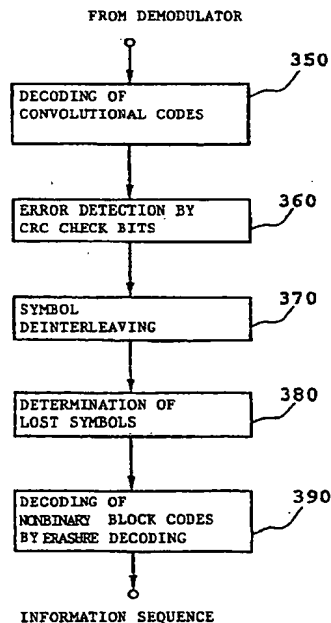 FROM DEMODULATOR
350
DECODING OF
CONVOLUTIONAL CODES
360
ERROR DETECTION BY
CRC CHECK BITS
370
SYMBOL
DEINTERLEAVING
380
DETERMINATION OF
LOST SYMBOLS
390
DECODING OF
NONBINARY BLOCK CODES
BY ERASHRE DECODING
INFORMATION SEQUENCE